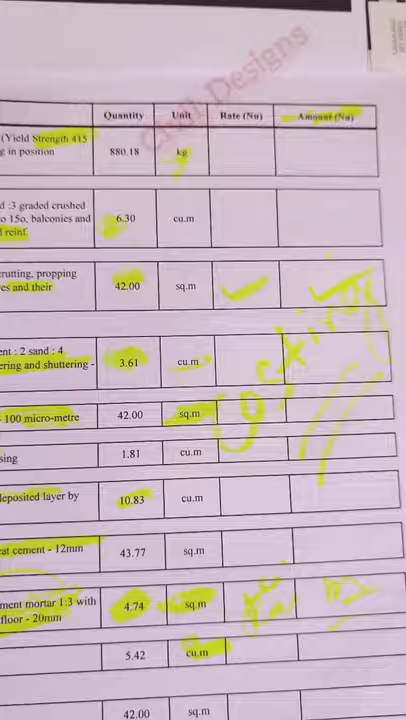 Civil Designs
Quantity Unit Rate (Nu) Amount (Nu)
(Yield Strength 415
g in position 880.18 kg
d :3 graded crushed
o 15o, balconies and 6.30 cu.m
reinf.
rutting, propping
es and their 42.00 sq.m
ent : 2 sand : 4
ering and shuttering - 3.61 cu.m
- 100 micro-metre 42.00 sq.m
sing 1.81 cu.m
deposited layer by 10.83 cu.m
eat cement - 12mm 43.77 sq.m
ment mortar 1:3 with
floor - 20mm 4.74 sq.m
5.42 cu.m
42.00 sq.m